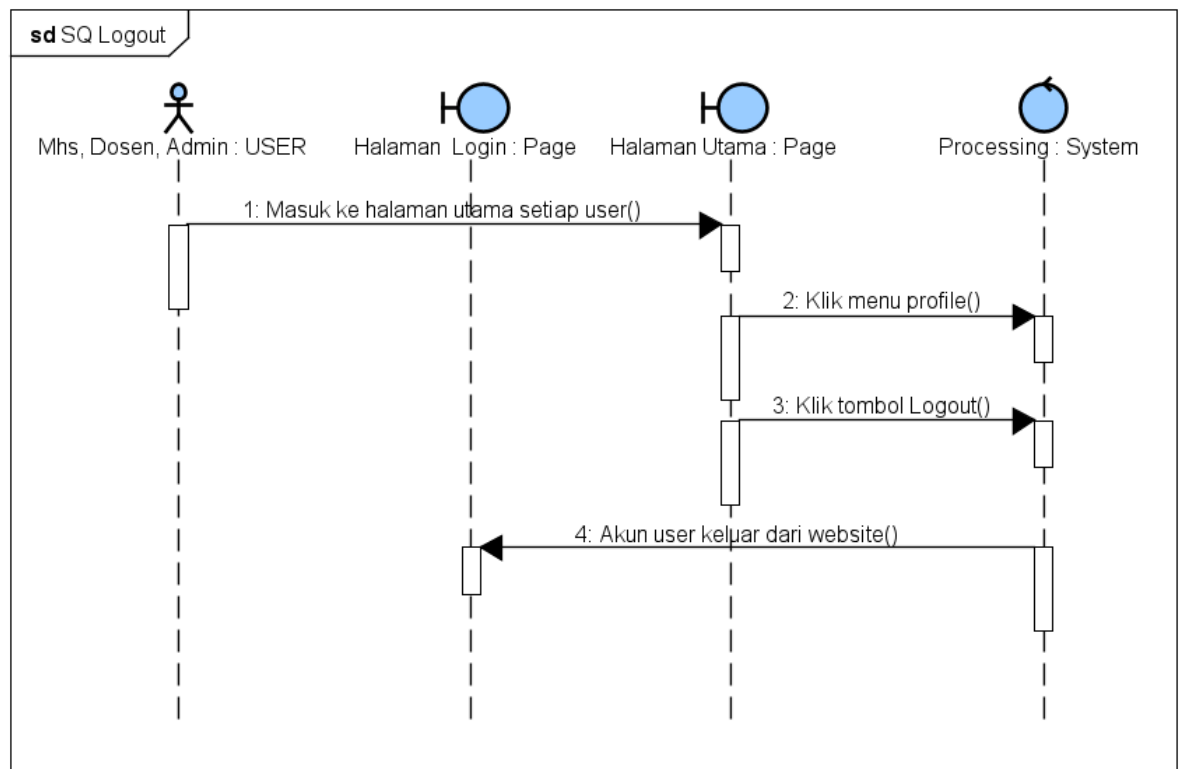 sd SQ Logout
Mhs, Dosen, Admin : USER
Halaman Login : Page
Halaman Utama : Page
Processing : System
1: Masuk ke halaman utama setiap user()
2: Klik menu profile()
3: Klik tombol Logout()
4: Akun user keluar dari website()